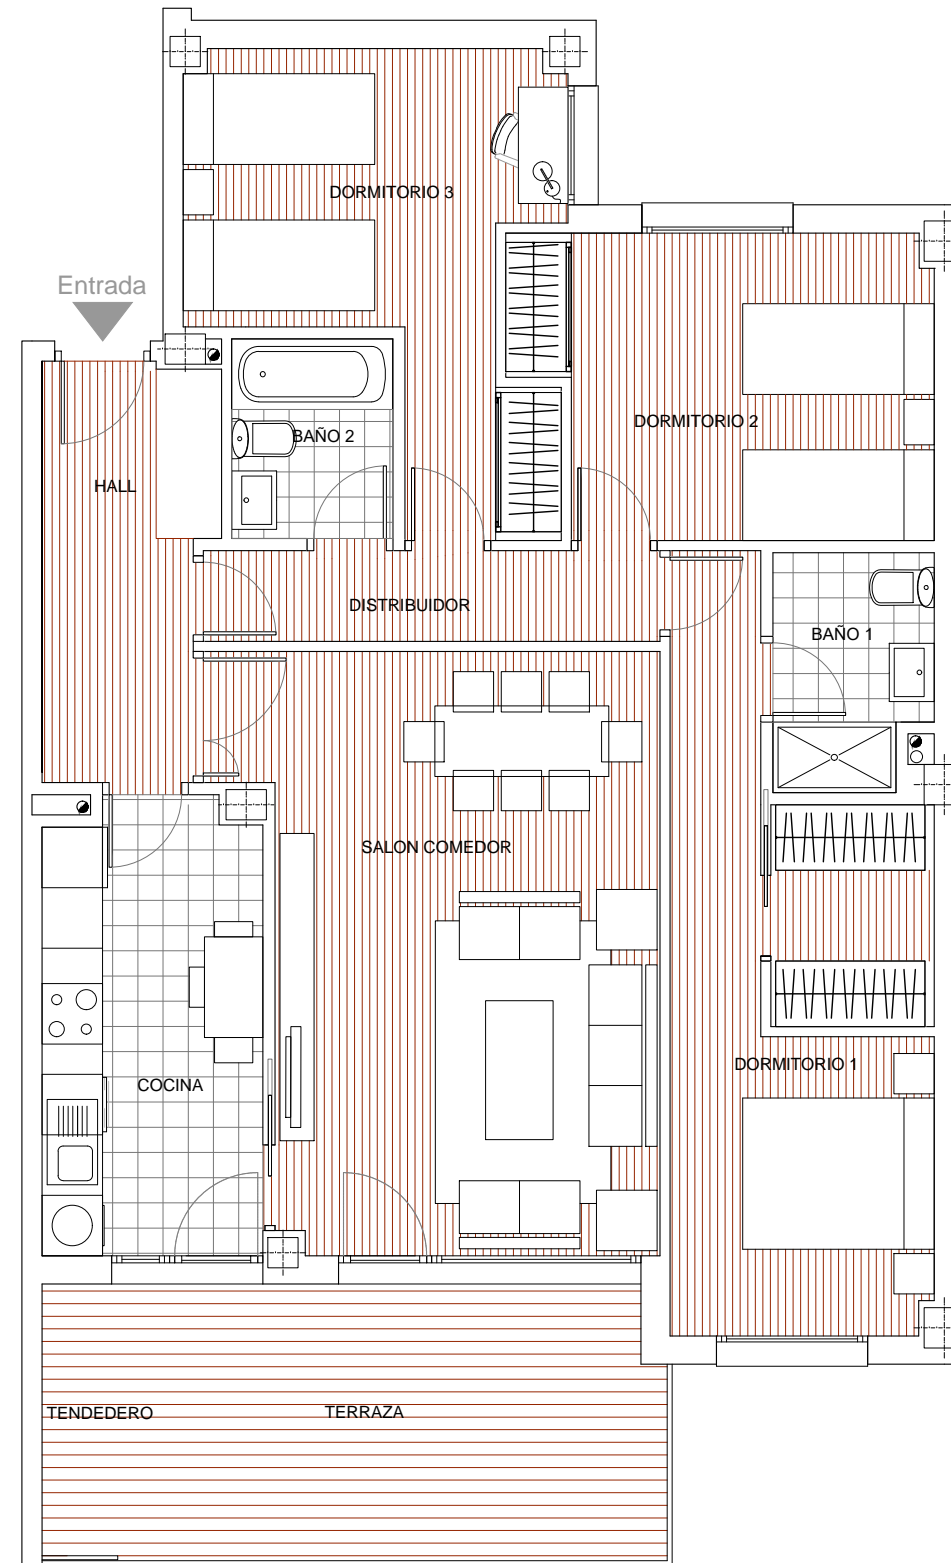 DORMITORIO 3
Entrada
DORMITORIO 2
BAÑO 2
HALL
DISTRIBUIDOR
BAÑO 1
SALON COMEDOR
DORMITORIO 1
COCINA
TENDEDERO
TERRAZA